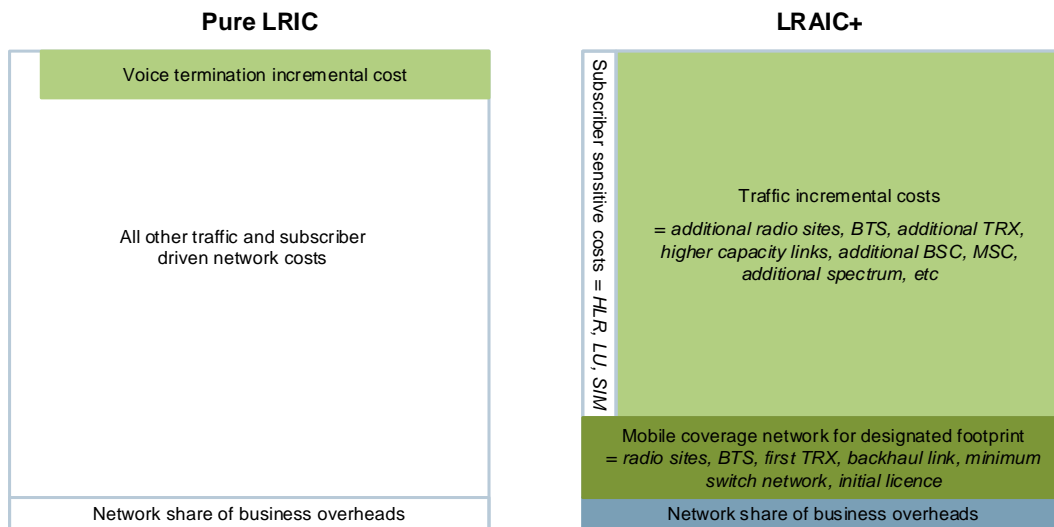 Pure LRIC
Voice termination incremental cost
All other traffic and subscriber
driven network costs
Network share of business overheads
LRAIC+
Subscriber sensitive costs = HLR, LU, SIM
Traffic incremental costs
= additional radio sites, BTS, additional TRX,
higher capacity links, additional BSC, MSC,
additional spectrum, etc
Mobile coverage network for designated footprint
= radio sites, BTS, first TRX, backhaul link, minimum
switch network, initial licence
Network share of business overheads